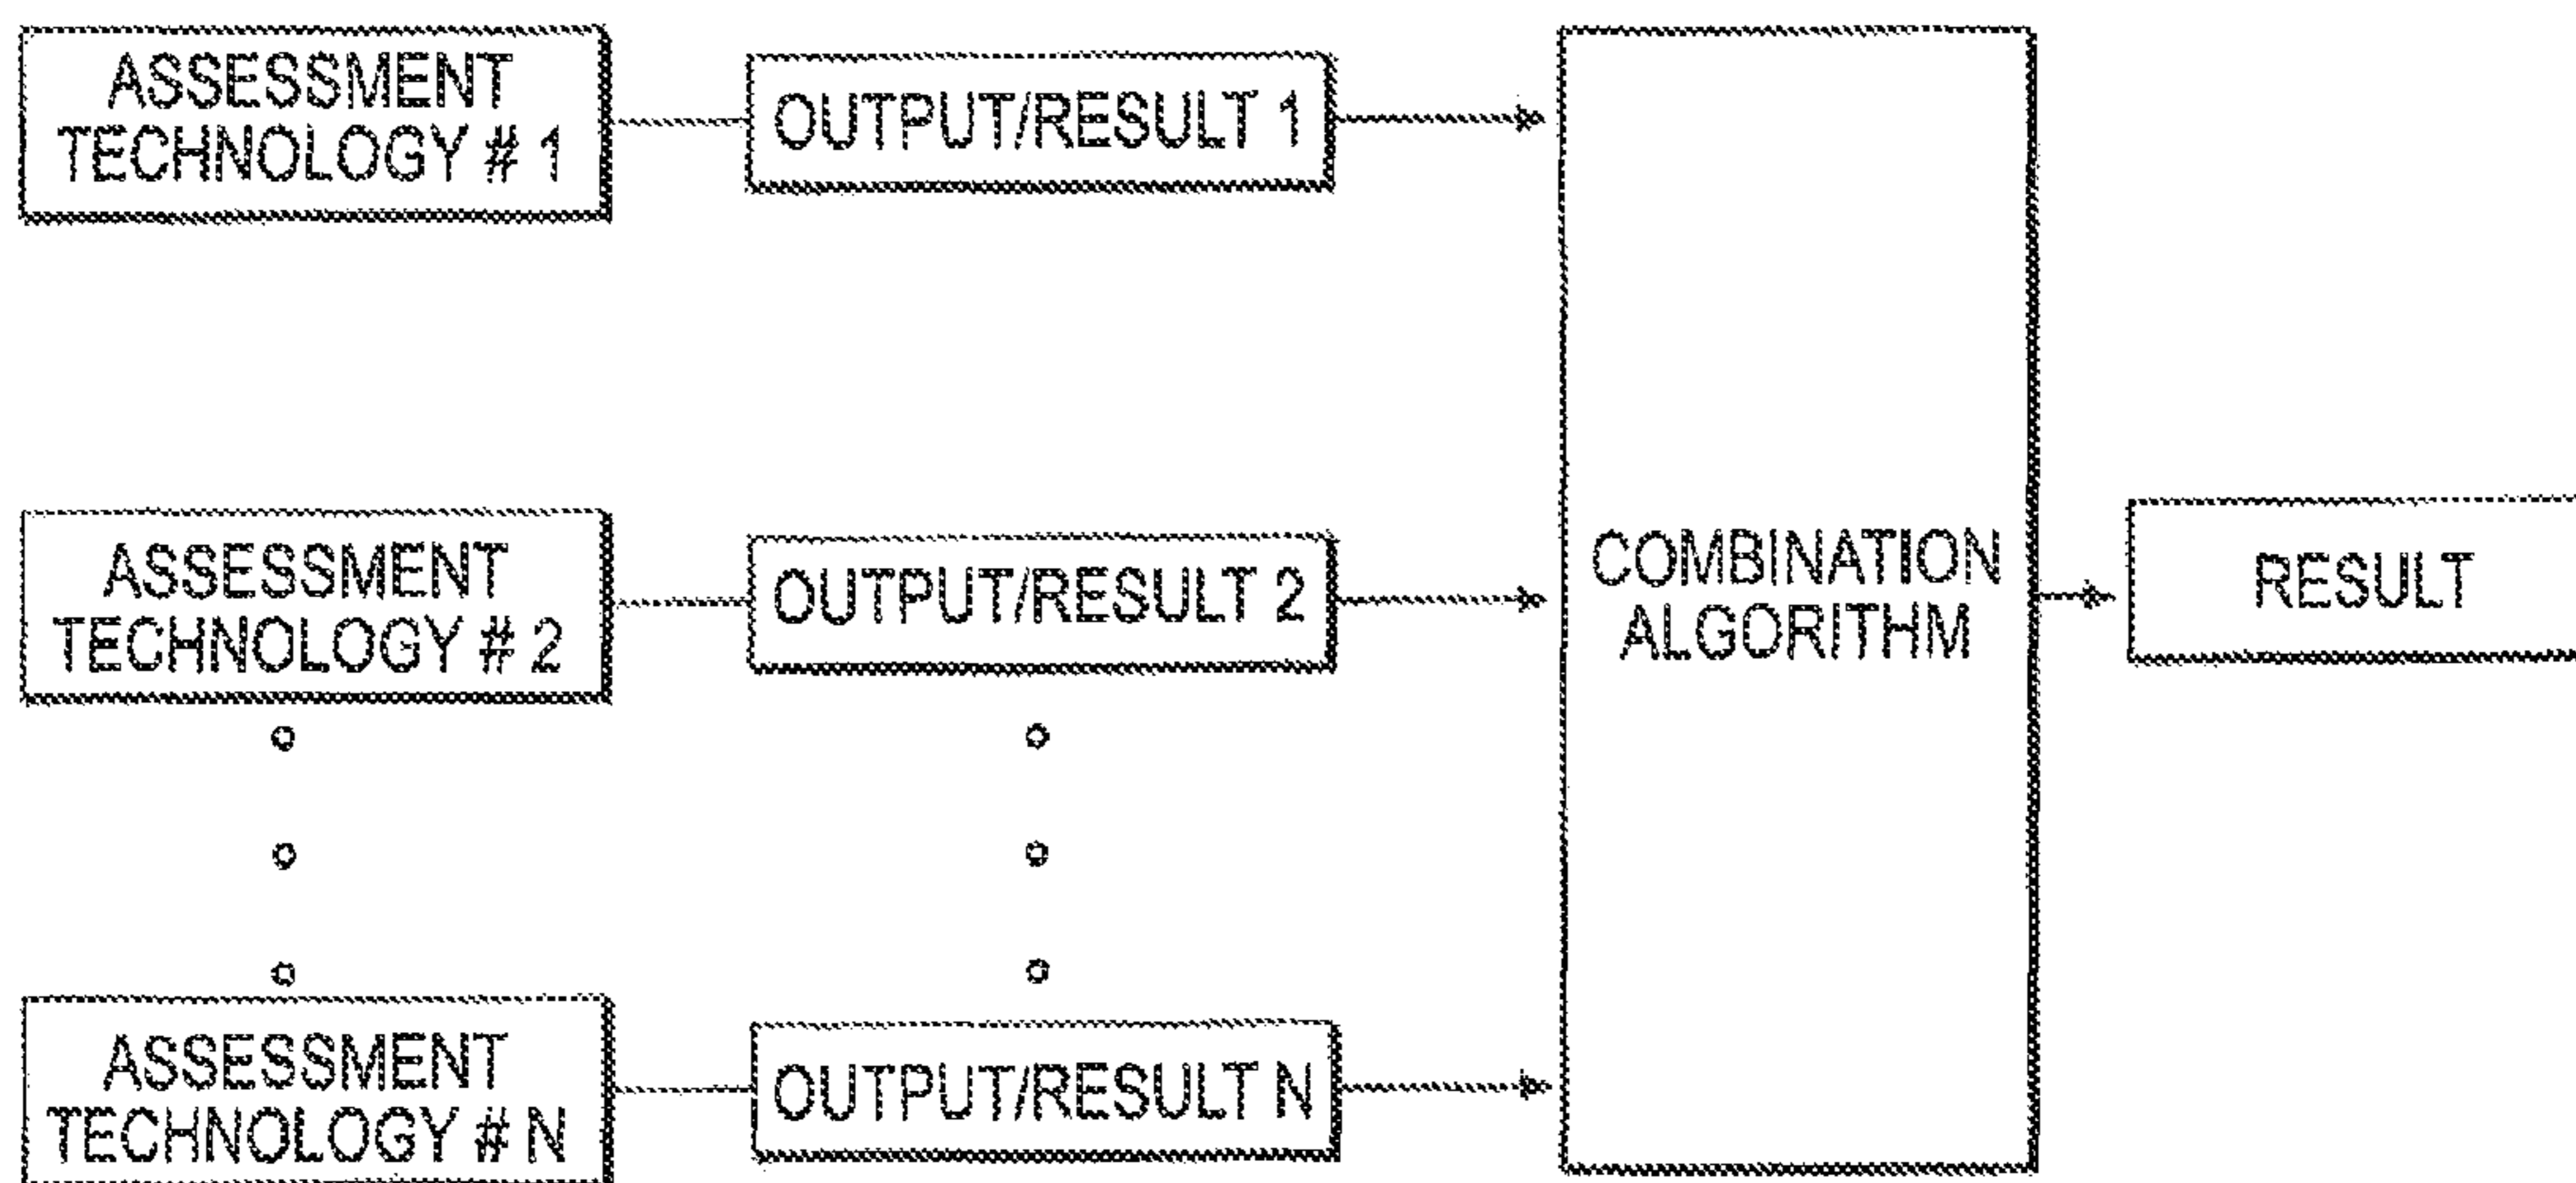 ASSESSMENT
TECHNOLOGY # 1
OUTPUT/RESULT 1
ASSESSMENT
TECHNOLOGY # 2
OUTPUT/RESULT 2
COMBINATION
ALGORITHM
RESULT
ASSESSMENT
TECHNOLOGY # N
OUTPUT/RESULT N